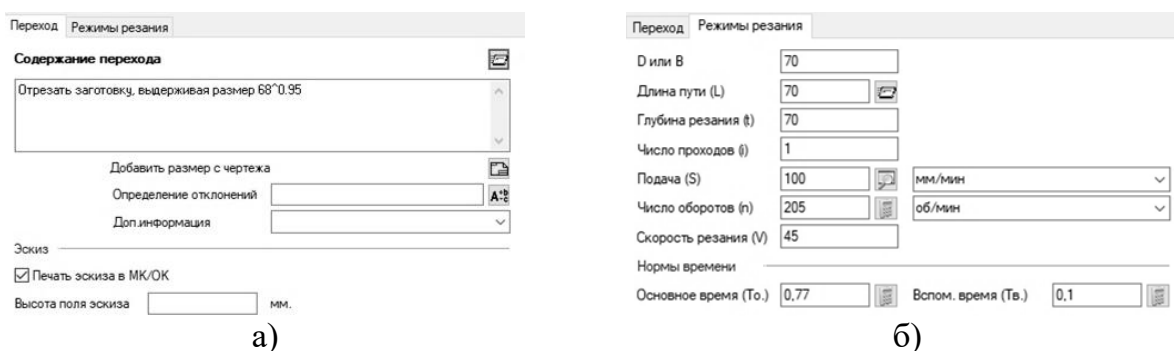 Переход Режимы резания
Содержание перехода
Отрезать заготовку, выдерживая размер 68^0.95
Добавить размер с чертежа
Определение отклонений
Доп.информация
Эскиз
Печать эскиза в МК/ОК
Высота поля эскиза мм.
а)
Переход Режимы резания
D или В 70
Длина пути (L) 70
Глубина резания (t) 70
Число проходов (i) 1
Подача (S) 100 мм/мин
Число оборотов (n) 205 об/мин
Скорость резания (V) 45
Нормы времени
Основное время (То.) 0,77 Вспом. время (Тв.) 0,1
б)